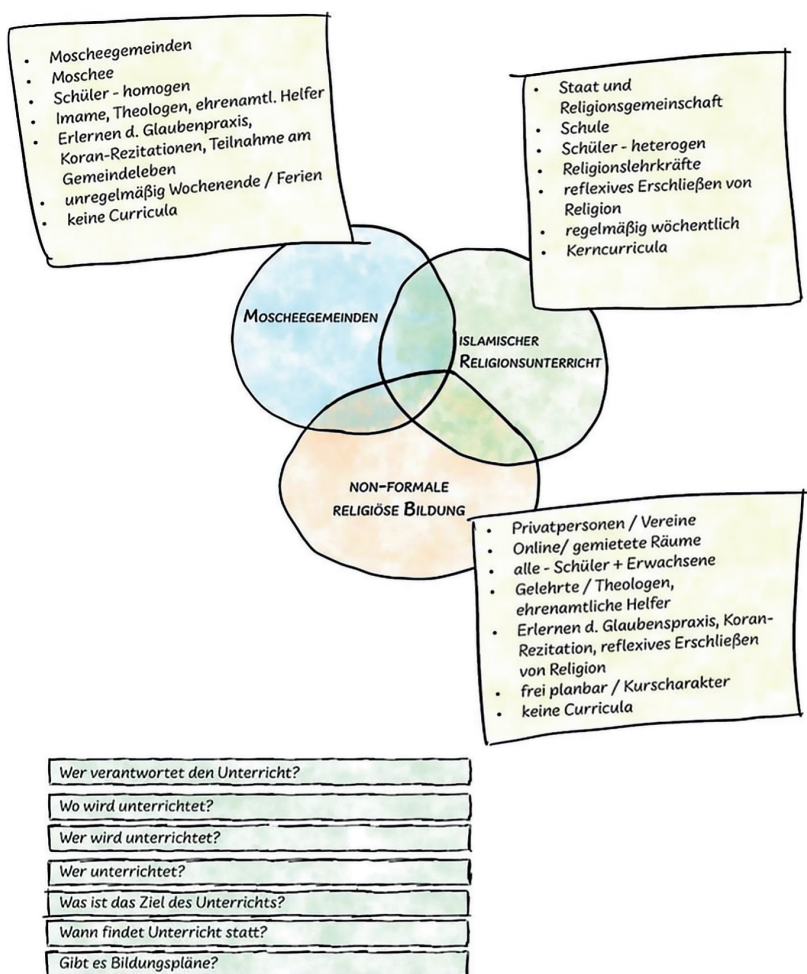 • Moscheegemeinden
• Moschee
• Schüler - homogen
• Imame, Theologen, ehrenamtl. Helfer
• Erlernen d. Glaubenpraxis,
Koran-Rezitationen, Teilnahme am
Gemeindeleben
• unregelmäßig Wochenende / Ferien
• keine Curricula
• Staat und
Religionsgemeinschaft
• Schule
• Schüler - heterogen
• Religionslehrkräfte
• reflexives Erschließen von
Religion
• regelmäßig wöchentlich
• Kerncurricula
MOSCHEEGEMEINDEN
ISLAMISCHER
RELIGIONSUNTERRICHT
NON-FORMALE
RELIGIÖSE BILDUNG
• Privatpersonen / Vereine
• Online/ gemietete Räume
• alle - Schüler + Erwachsene
• Gelehrte / Theologen,
ehrenamtliche Helfer
• Erlernen d. Glaubenspraxis, Koran-
Rezitation, reflexives Erschließen
von Religion
• frei planbar / Kurscharakter
• keine Curricula
Wer verantwortet den Unterricht?
Wo wird unterrichtet?
Wer wird unterrichtet?
Wer unterrichtet?
Was ist das Ziel des Unterrichts?
Wann findet Unterricht statt?
Gibt es Bildungspläne?